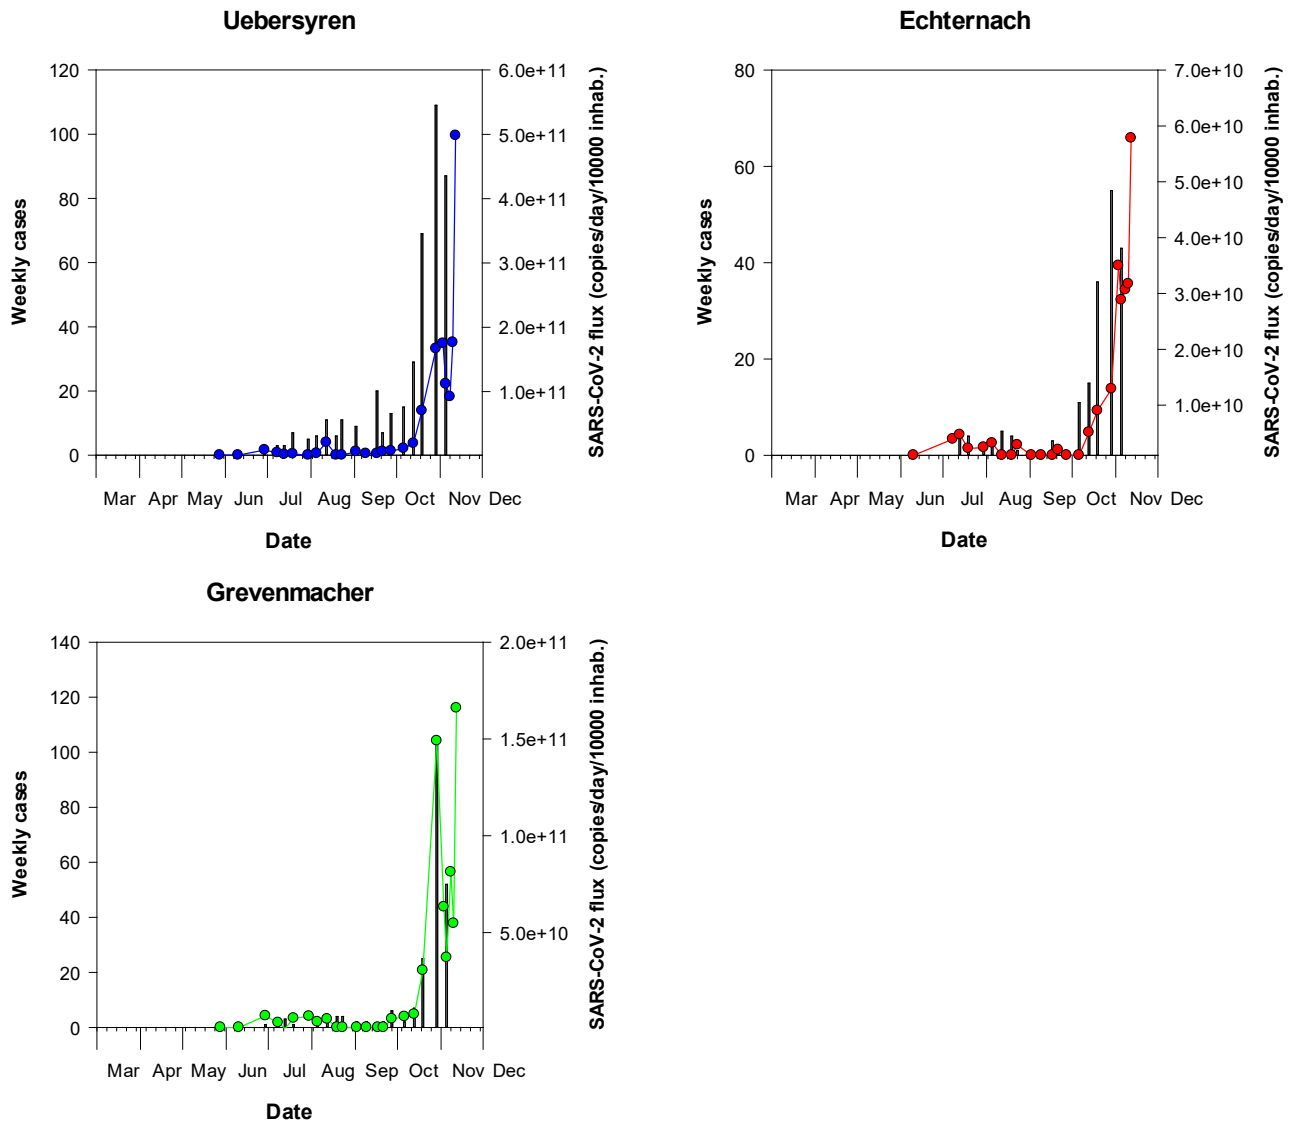 Uebersyren
120
100
80
60
40
20
0
Weekly cases
6.0e+11
5.0e+11
4.0e+11
3.0e+11
2.0e+11
1.0e+11
SARS-CoV-2 flux (copies/day/10000 inhab.)
Mar Apr May Jun Jul Aug Sep Oct Nov Dec
Date
Echternach
80
60
40
20
0
Weekly cases
7.0e+10
6.0e+10
5.0e+10
4.0e+10
3.0e+10
2.0e+10
1.0e+10
SARS-CoV-2 flux (copies/day/10000 inhab.)
Mar Apr May Jun Jul Aug Sep Oct Nov Dec
Date
Grevenmacher
140
120
100
80
60
40
20
0
Weekly cases
2.0e+11
1.5e+11
1.0e+11
5.0e+10
SARS-CoV-2 flux (copies/day/10000 inhab.)
Mar Apr May Jun Jul Aug Sep Oct Nov Dec
Date